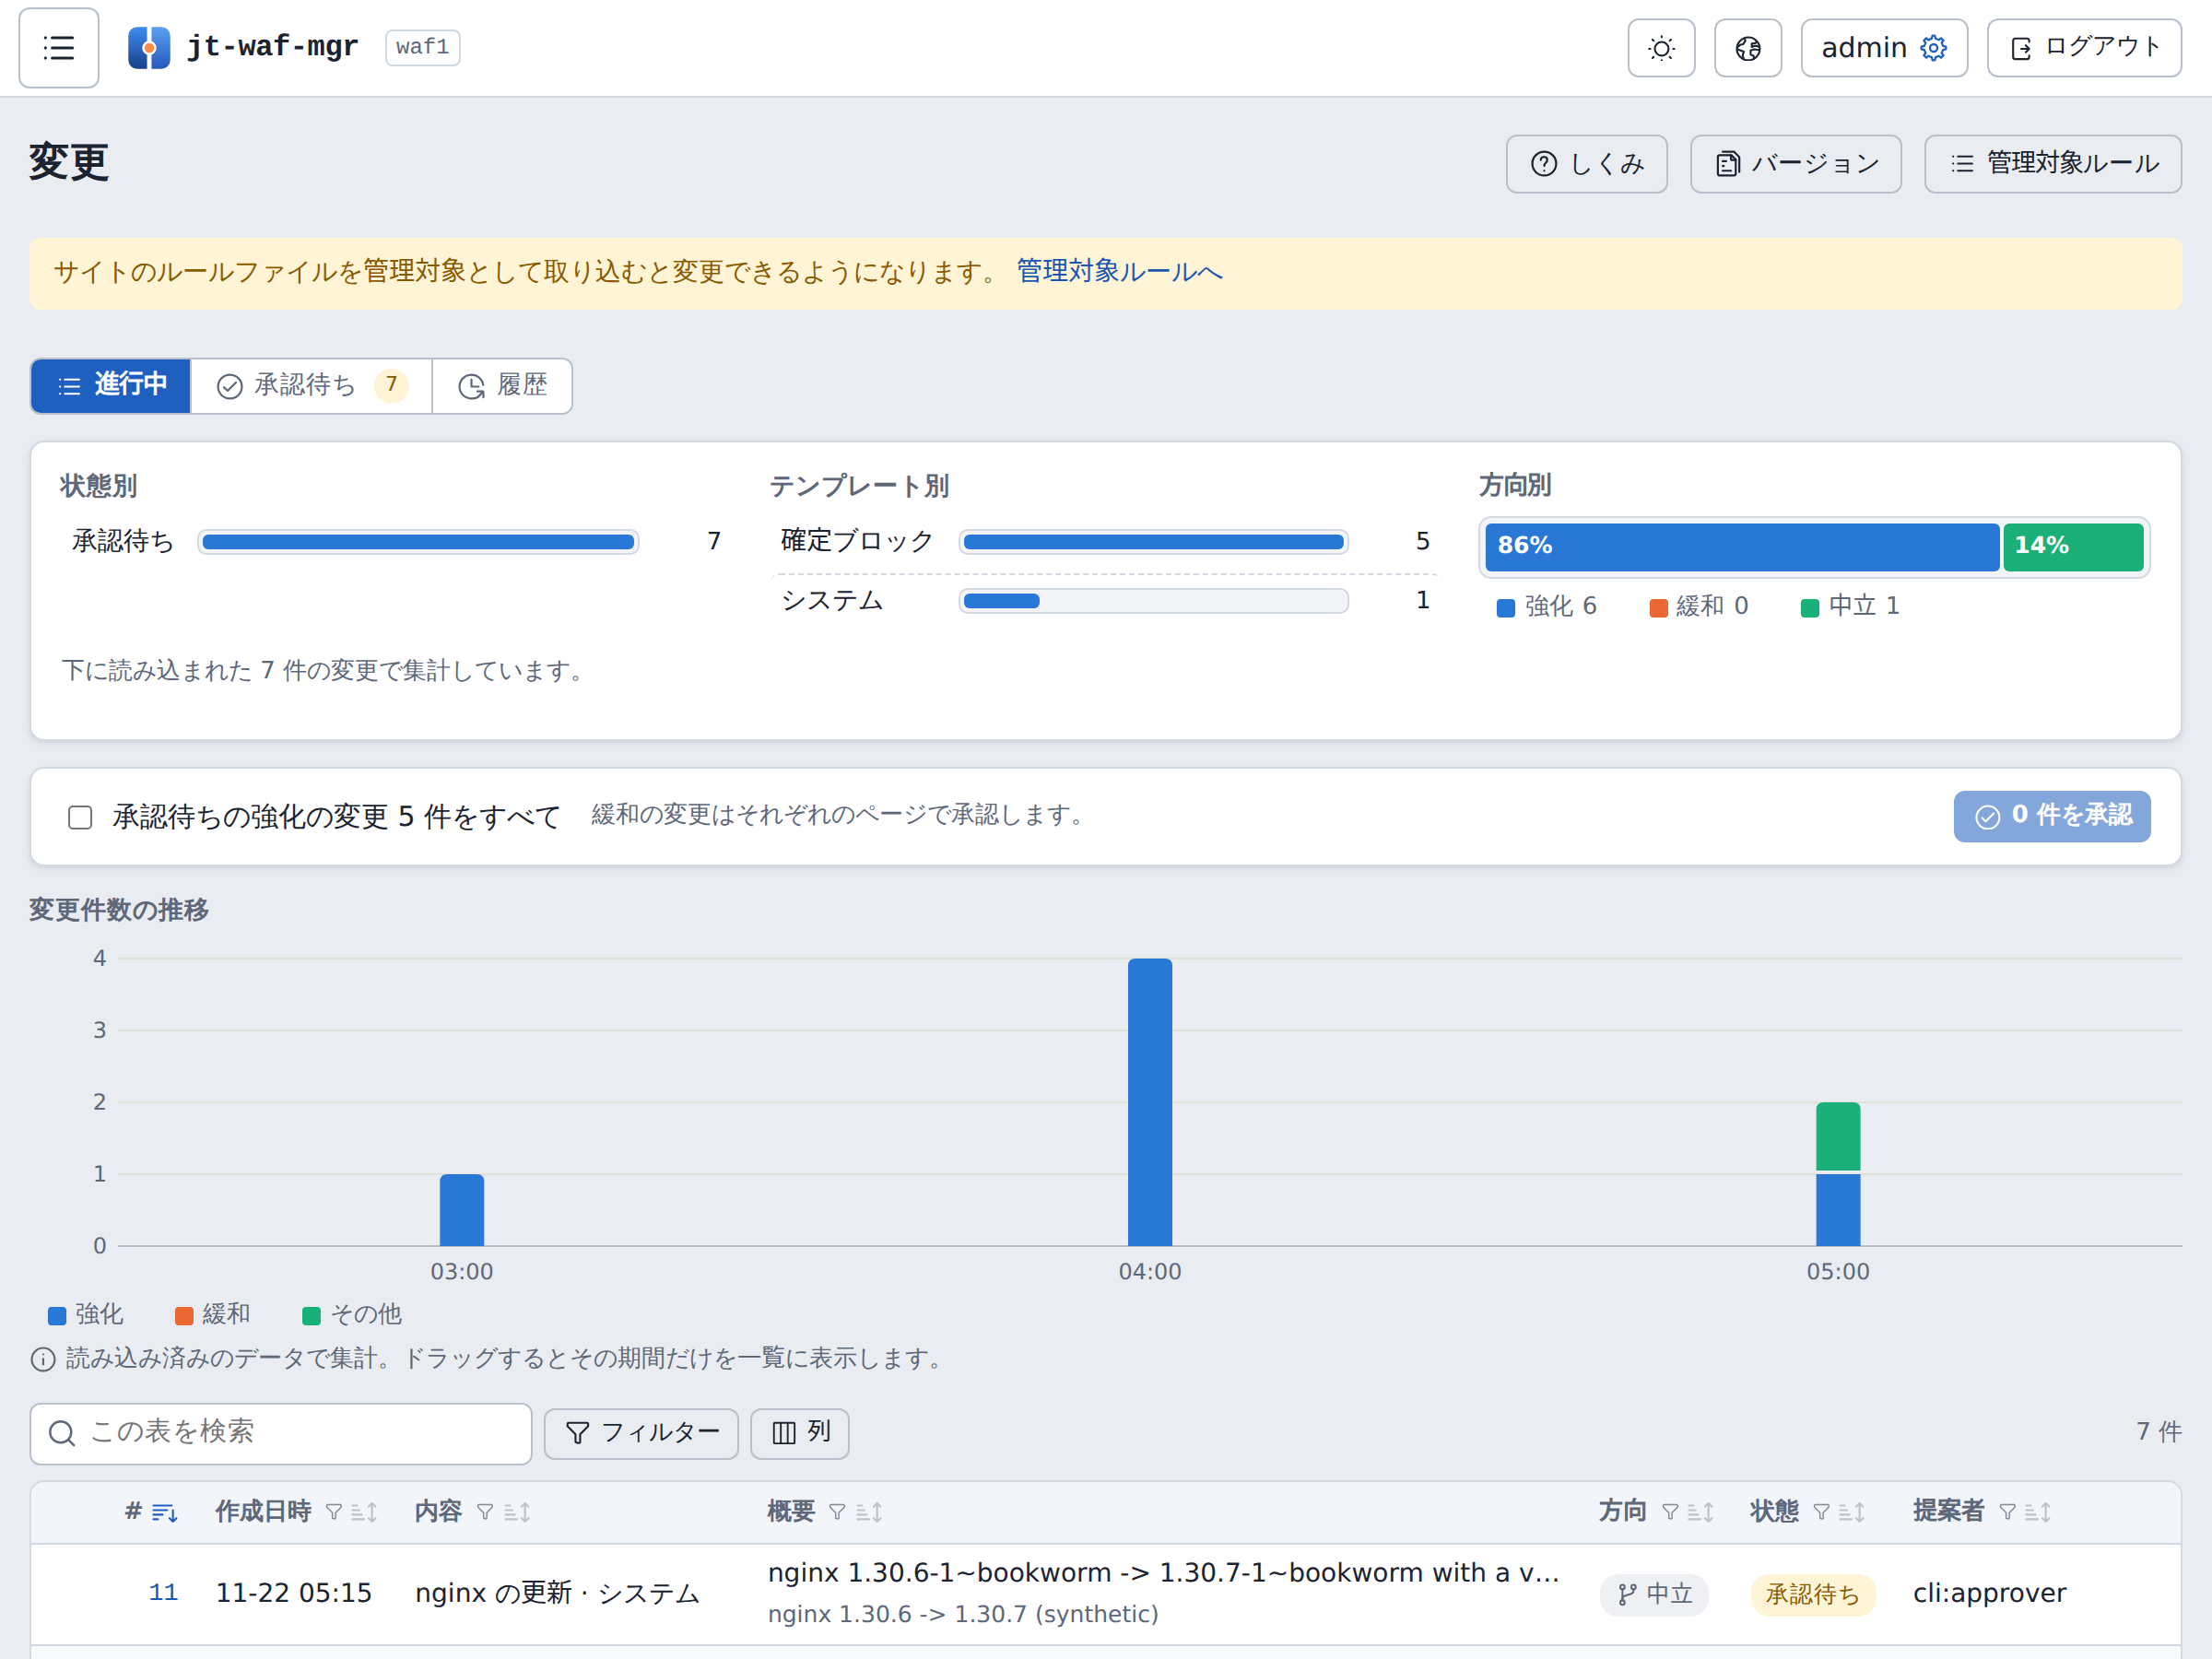 jt-waf-mgr waf1 admin ログアウト
変更 しくみ バージョン 管理対象ルール
サイトのルールファイルを管理対象として取り込むと変更できるようになります。 管理対象ルールへ
進行中 承認待ち 7 履歴
状態別
承認待ち 7
テンプレート別
確定ブロック 5
システム 1
方向別
86% 14%
強化 6 緩和 0 中立 1
下に読み込まれた 7 件の変更で集計しています。
承認待ちの強化の変更 5 件をすべて 緩和の変更はそれぞれのページで承認します。 0 件を承認
変更件数の推移
4
3
2
1
0
03:00 04:00 05:00
強化 緩和 その他
読み込み済みのデータで集計。ドラッグするとその期間だけを一覧に表示します。
この表を検索 フィルター 列 7 件
# 作成日時 内容 概要 方向 状態 提案者
11 11-22 05:15 nginx の更新 · システム nginx 1.30.6-1~bookworm -> 1.30.7-1~bookworm with a v… 中立 承認待ち cli:approver
nginx 1.30.6 -> 1.30.7 (synthetic)